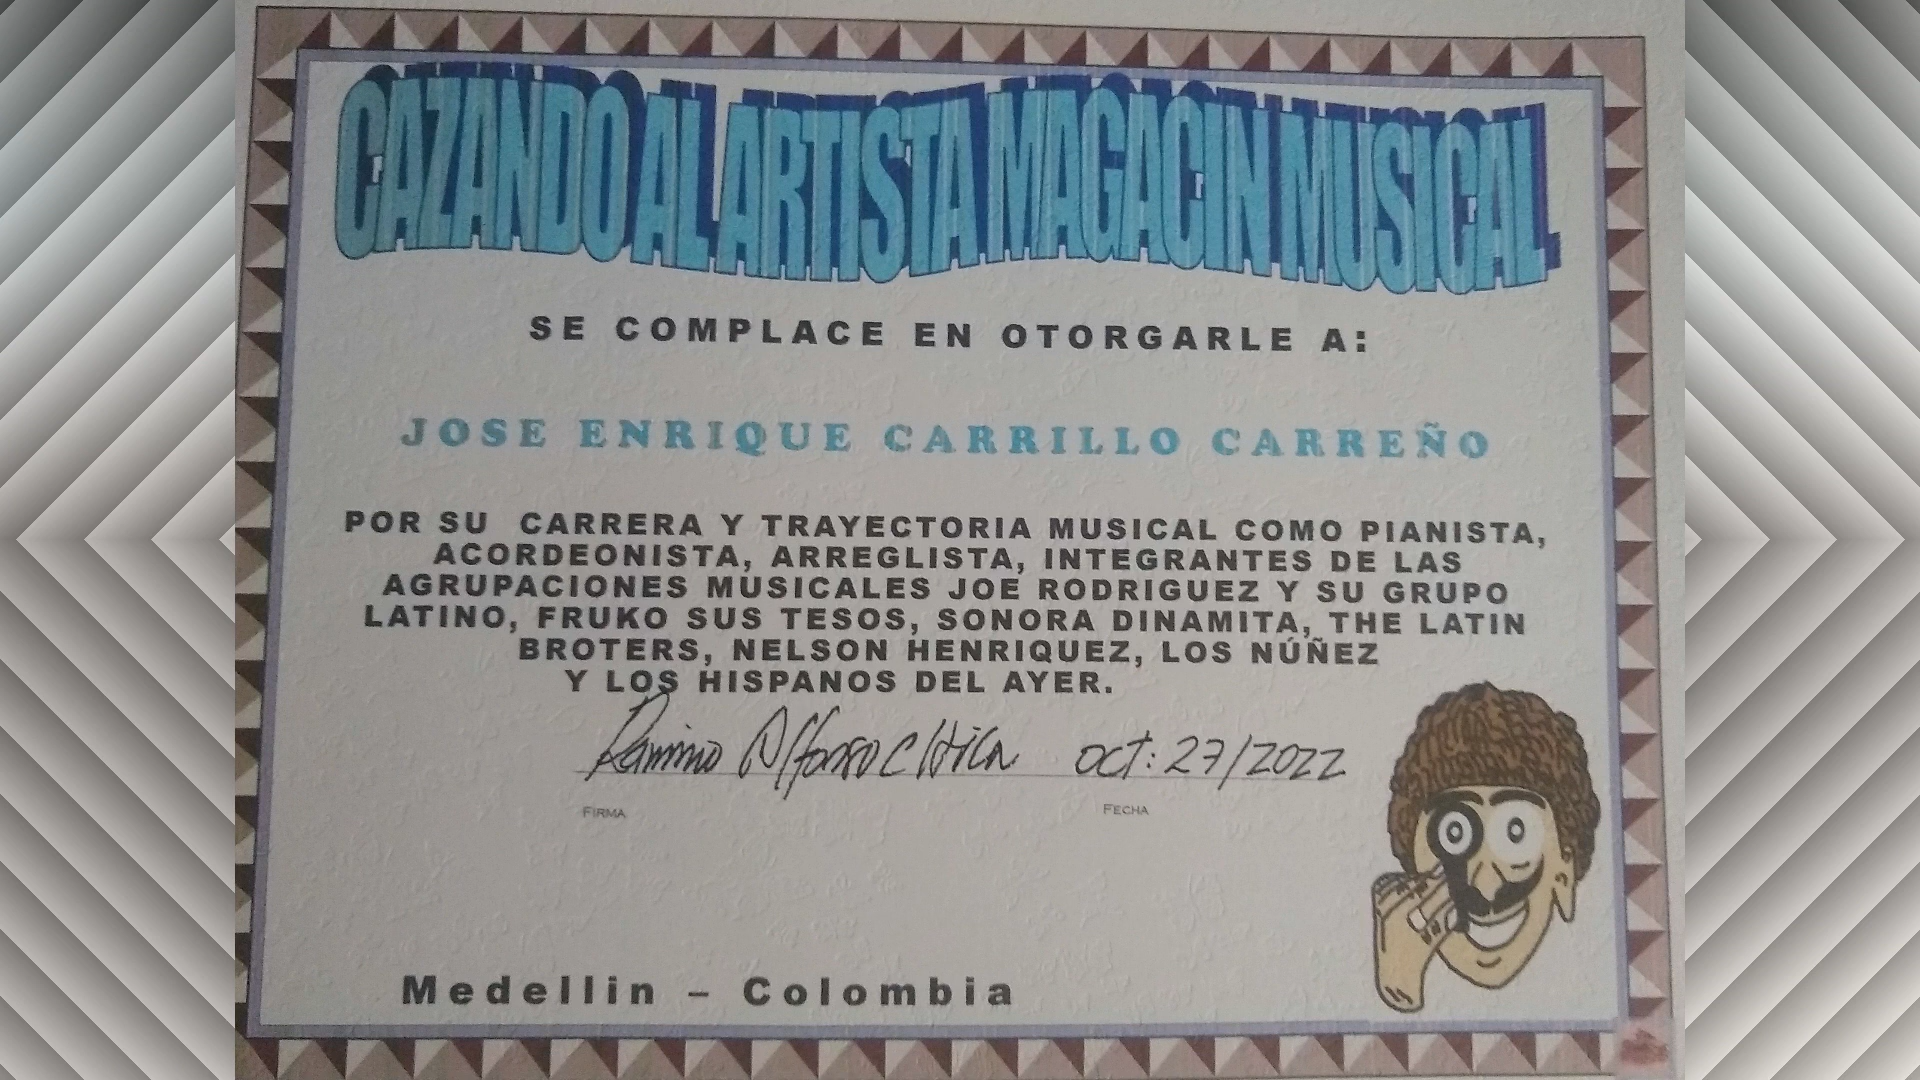 CAZANDO AL ARTISTA MAGACIN MUSICAL
SE COMPLACE EN OTORGARLE A:
JOSE ENRIQUE CARRILLO CARREÑO
POR SU CARRERA Y TRAYECTORIA MUSICAL COMO PIANISTA,
ACORDEONISTA, ARREGLISTA, INTEGRANTES DE LAS
AGRUPACIONES MUSICALES JOE RODRIGUEZ Y SU GRUPO
LATINO, FRUKO SUS TESOS, SONORA DINAMITA, THE LATIN
BROTERS, NELSON HENRIQUEZ, LOS NÚÑEZ
Y LOS HISPANOS DEL AYER.
Ramiro Alfonso oct: 27/2022
FIRMA FECHA
Medellin – Colombia